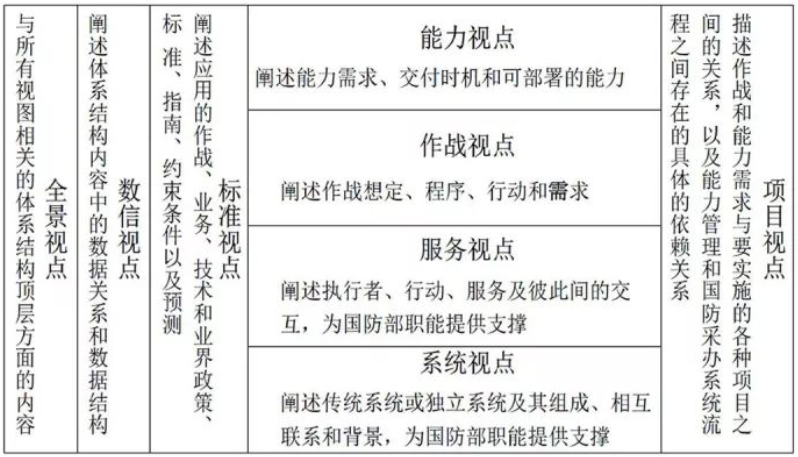 全景视点
与所有视图相关的体系结构顶层方面的内容
数信视点
阐述体系结构内容中的数据关系和数据结构
标准视点
阐述应用的作战、业务、技术和业界政策、
标准、指南、约束条件以及预测
能力视点
阐述能力需求、交付时机和可部署的能力
作战视点
阐述作战想定、程序、行动和需求
服务视点
阐述执行者、行动、服务及彼此间的交
互，为国防部职能提供支撑
系统视点
阐述传统系统或独立系统及其组成、相互
联系和背景，为国防部职能提供支撑
项目视点
描述作战和能力需求与要实施的各种项目之
间的关系，以及能力管理和国防采办系统流
程之间存在的具体的依赖关系